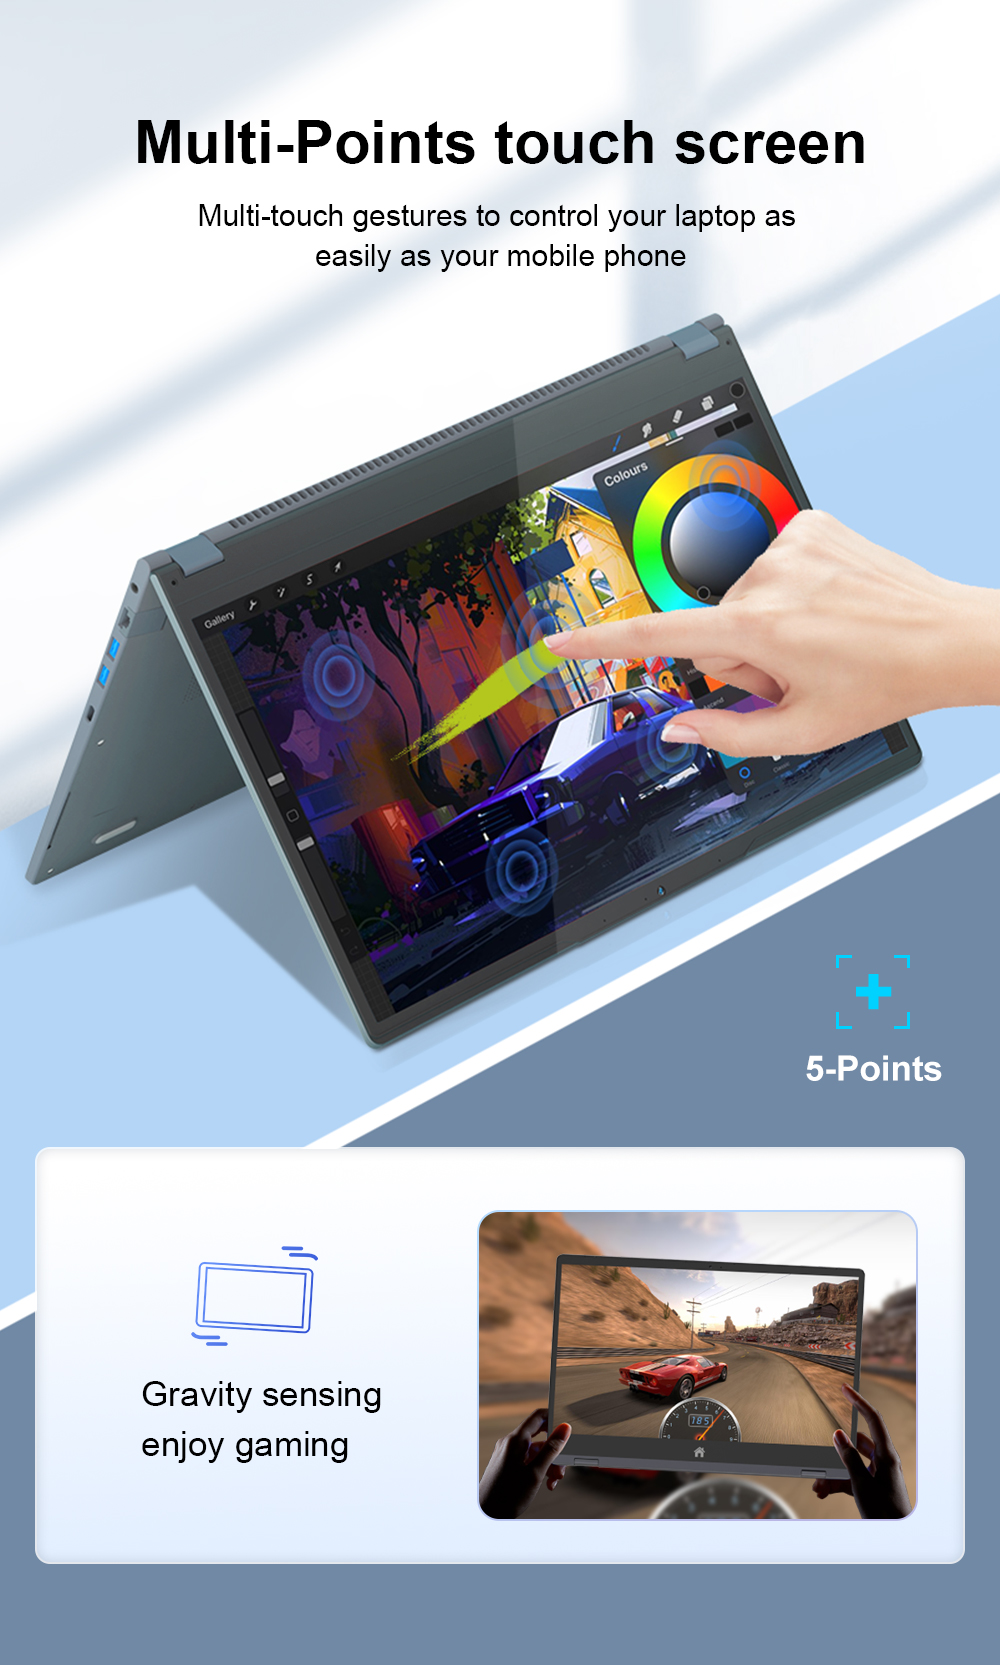 Multi-Points touch screen
Multi-touch gestures to control your laptop as
easily as your mobile phone
Colours
Gallery
5-Points
Gravity sensing
enjoy gaming
185